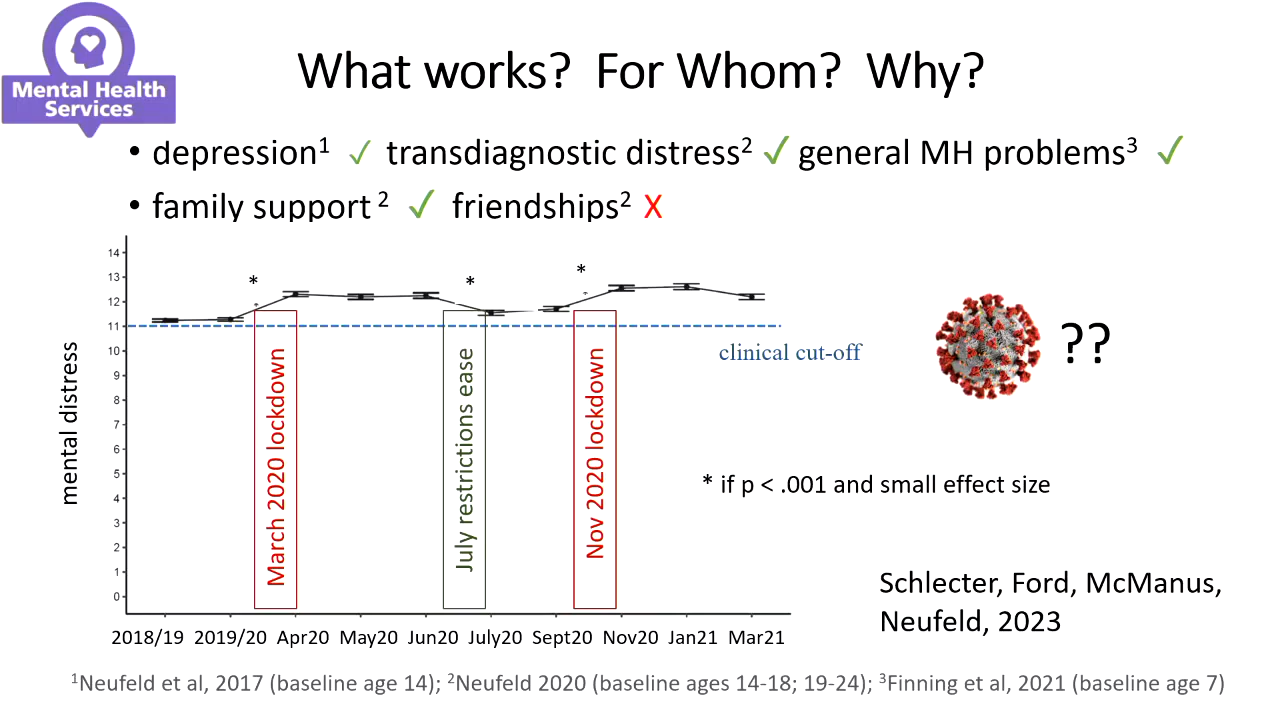 Mental Health
Services
What works? For Whom? Why?
• depression¹ ✓ transdiagnostic distress² ✓ general MH problems³ ✓
• family support ² ✓ friendships² X
14
13
12
11
10
9
8
7
6
5
4
3
2
1
0
mental distress
*
*
*
March 2020 lockdown
July restrictions ease
Nov 2020 lockdown
clinical cut-off
??
* if p < .001 and small effect size
Schlecter, Ford, McManus,
Neufeld, 2023
2018/19 2019/20 Apr20 May20 Jun20 July20 Sept20 Nov20 Jan21 Mar21
¹Neufeld et al, 2017 (baseline age 14); ²Neufeld 2020 (baseline ages 14-18; 19-24); ³Finning et al, 2021 (baseline age 7)